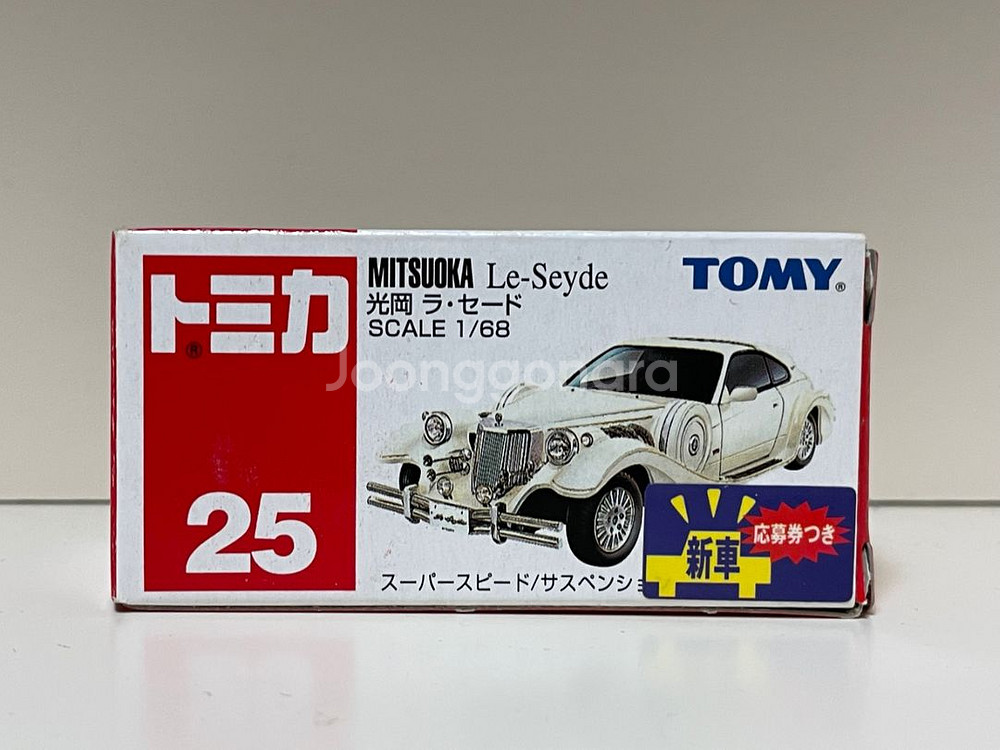 トミカ®
25
MITSUOKA Le-Seyde
光岡 ラ・セード
SCALE 1/68
TOMY®
Joonggonara
スーパースピード/サスペンショ
新車
応募券つき